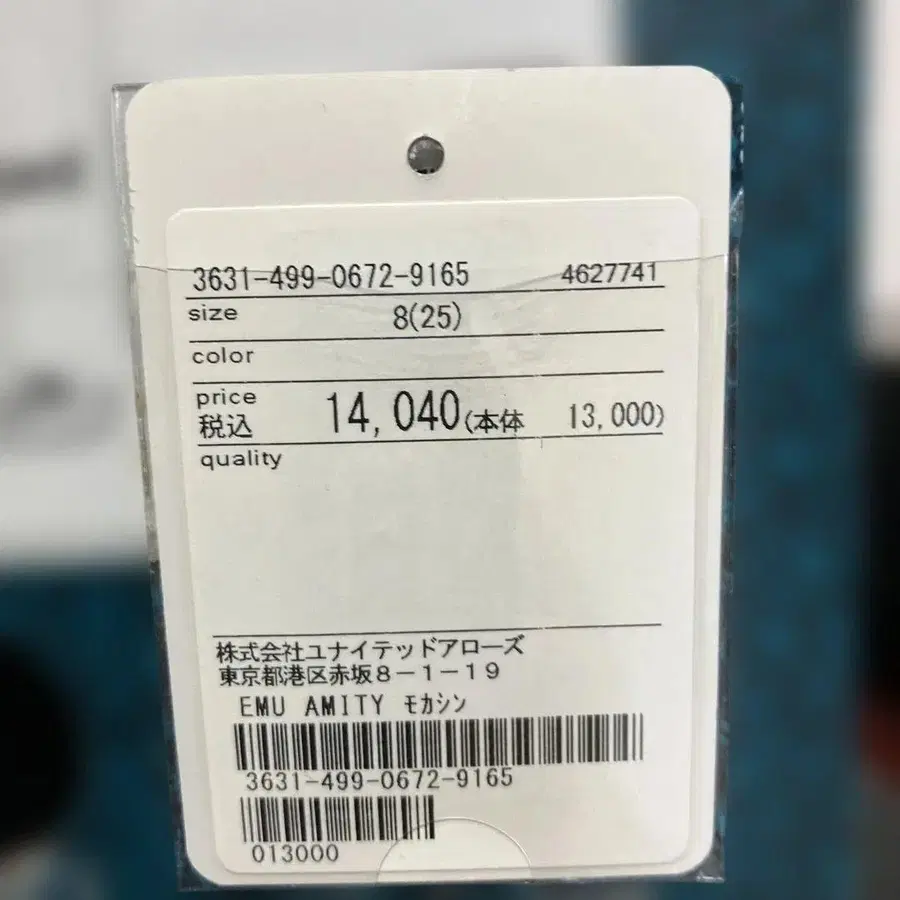 3631-499-0672-9165 4627741
size 8(25)
color
price
税込 14,040(本体 13,000)
quality
株式会社ユナイテッドアローズ
東京都港区赤坂8-1-19
EMU AMITY モカシン
3631-499-0672-9165
013000